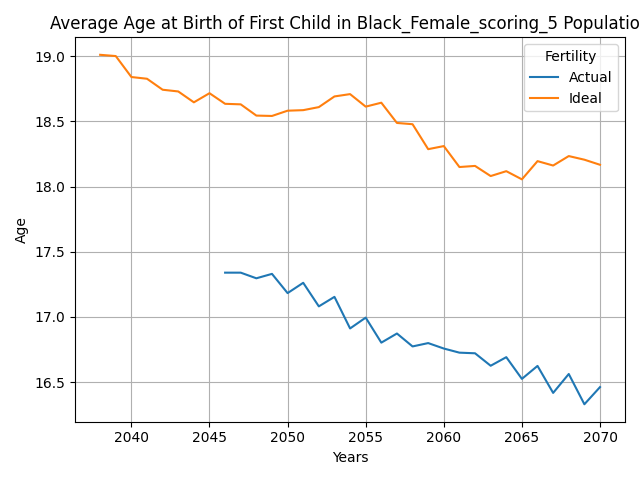 Average Age at Birth of First Child in Black_Female_scoring_5 Populatio
19.0
18.5
18.0
17.5
17.0
16.5
Age
Fertility
Actual
Ideal
2040 2045 2050 2055 2060 2065 2070
Years